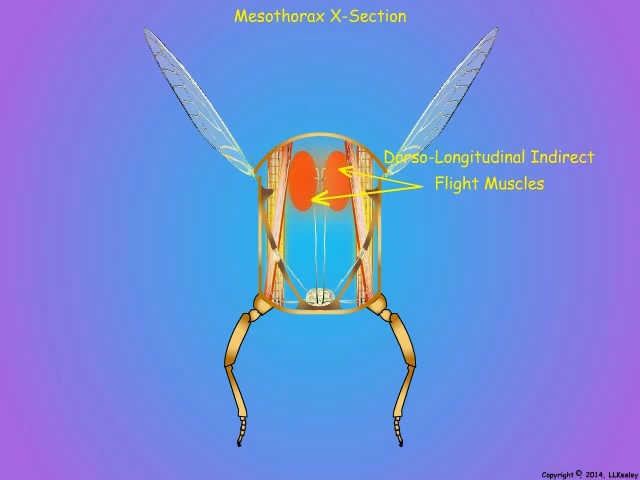 Mesothorax X-Section
Dorso-Longitudinal Indirect
Flight Muscles
Copyright © 2014, LLKeeley